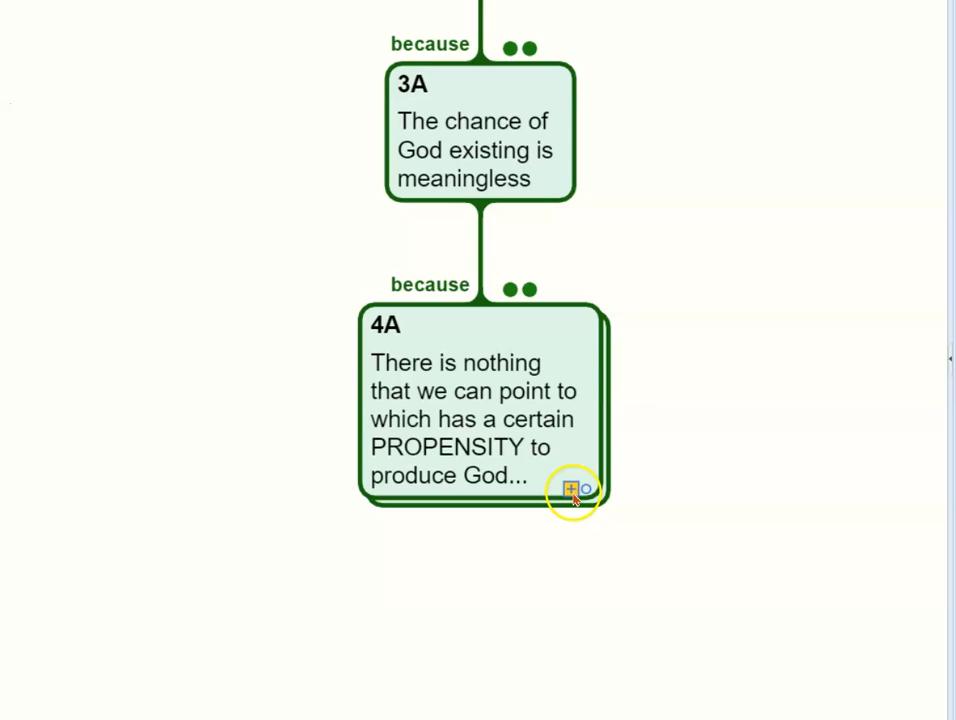 because
3A
The chance of
God existing is
meaningless
because
4A
There is nothing
that we can point to
which has a certain
PROPENSITY to
produce God...